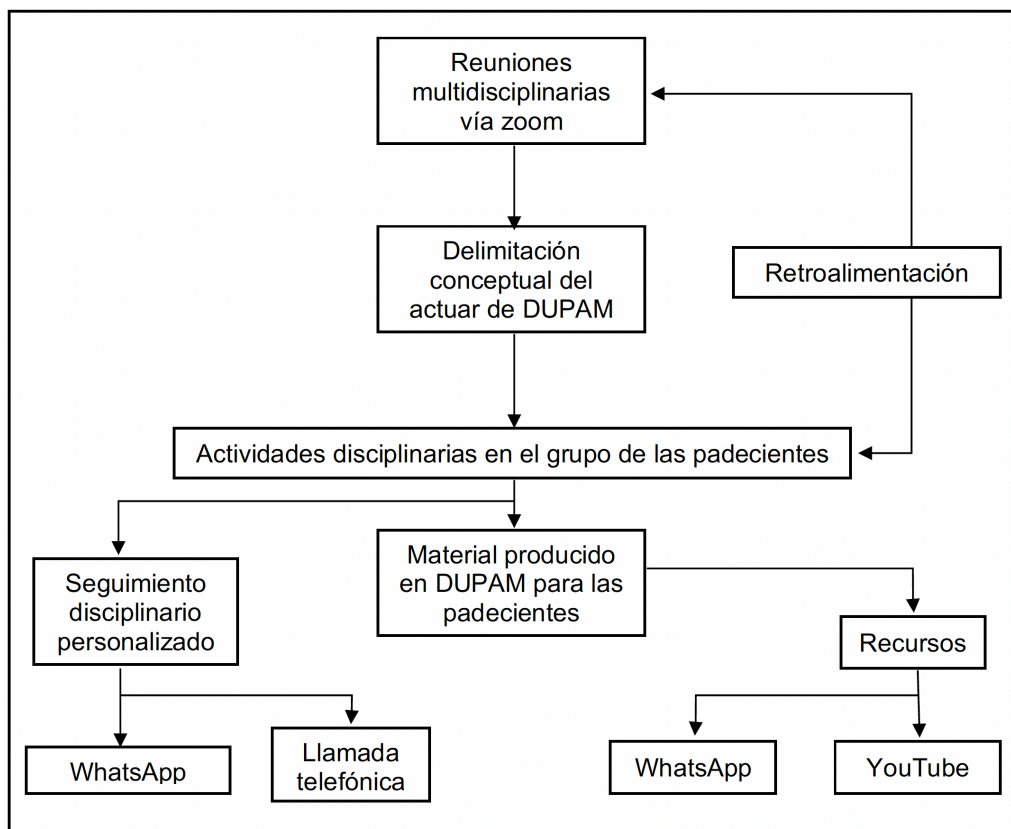 Reuniones
multidisciplinarias
vía zoom
Delimitación
conceptual del
actuar de DUPAM
Retroalimentación
Actividades disciplinarias en el grupo de las padecientes
Seguimiento
disciplinario
personalizado
Material producido
en DUPAM para las
padecientes
Recursos
WhatsApp
Llamada
telefónica
WhatsApp
YouTube